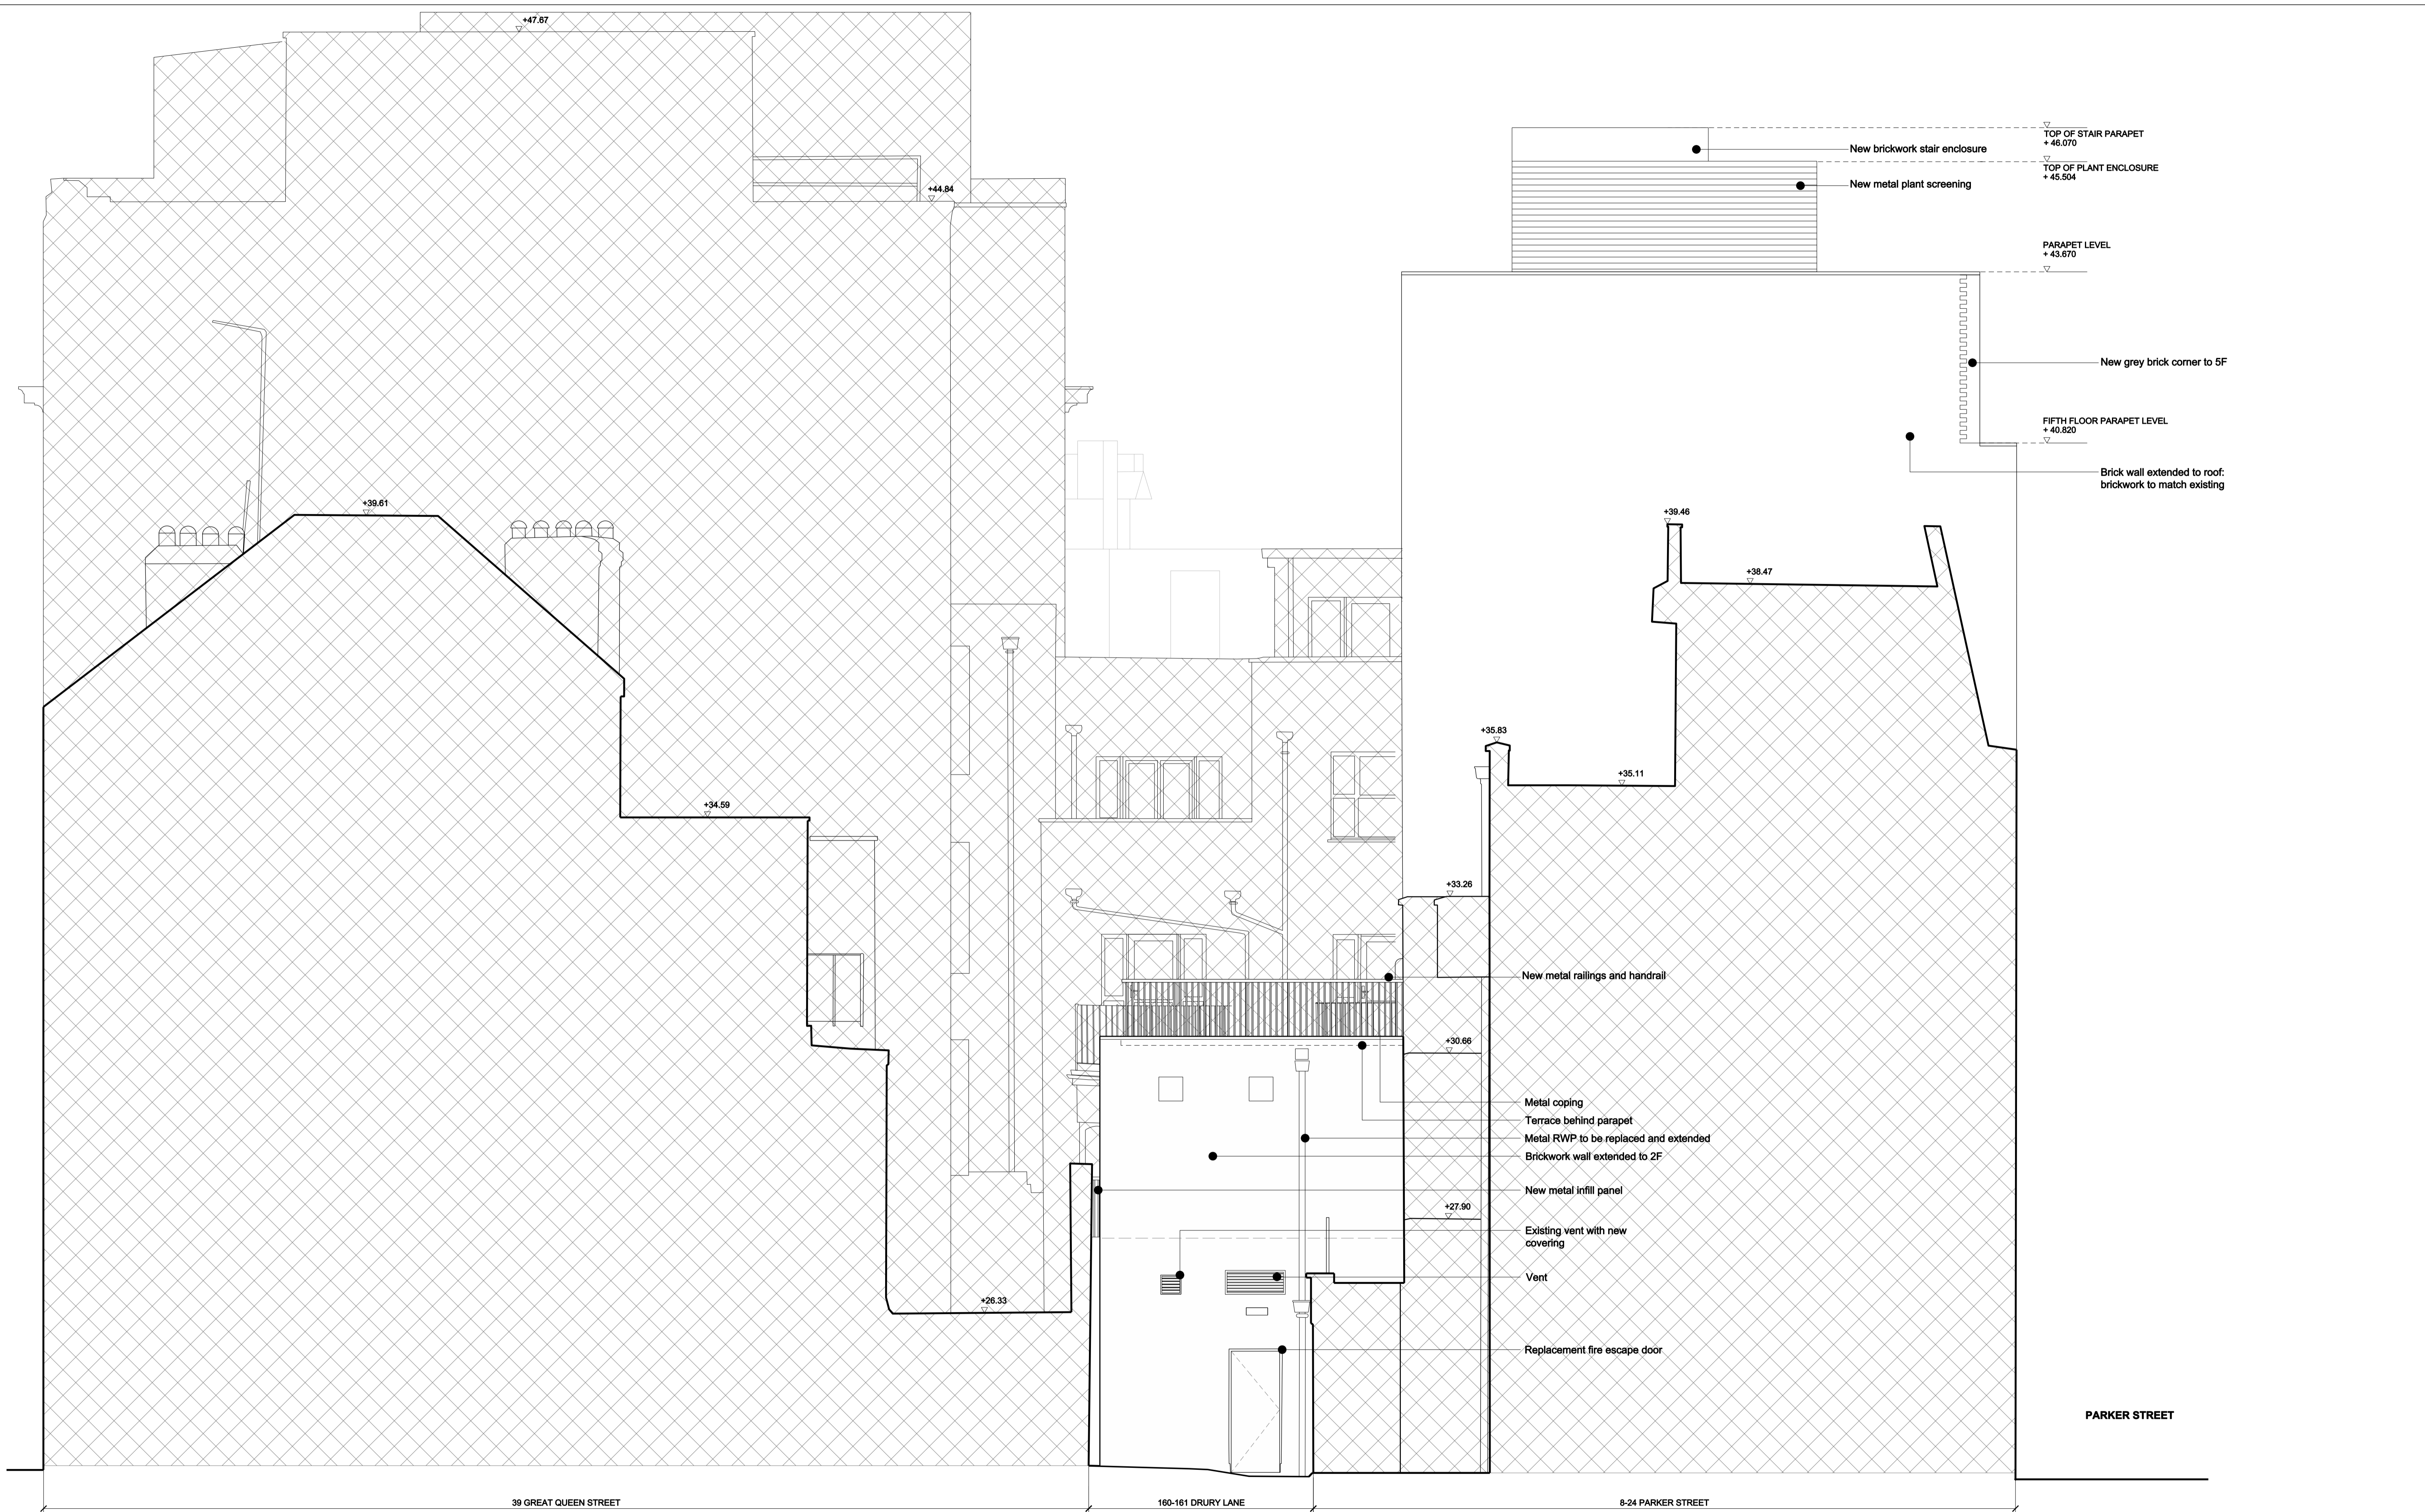 +47.67
TOP OF STAIR PARAPET
+ 46.070
New brickwork stair enclosure
TOP OF PLANT ENCLOSURE
+ 45.504
New metal plant screening
+44.84
PARAPET LEVEL
+ 43.670
New grey brick corner to 5F
FIFTH FLOOR PARAPET LEVEL
+ 40.820
Brick wall extended to roof:
brickwork to match existing
+39.61
+39.46
+38.47
+35.83
+35.11
+34.59
+33.26
New metal railings and handrail
+30.66
Metal coping
Terrace behind parapet
Metal RWP to be replaced and extended
Brickwork wall extended to 2F
New metal infill panel
+27.90
Existing vent with new
covering
Vent
+26.33
Replacement fire escape door
PARKER STREET
39 GREAT QUEEN STREET
160-161 DRURY LANE
8-24 PARKER STREET